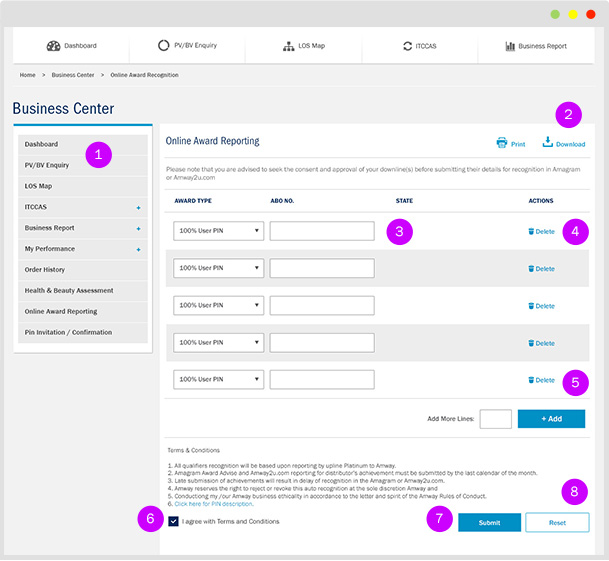 Dashboard
PV/BV Enquiry
LOS Map
ITCCAS
Business Report
Home > Business Center > Online Award Recognition
Business Center
2
Dashboard
1
PV/BV Enquiry
LOS Map
ITCCAS +
Business Report +
My Performance +
Order History
Health & Beauty Assessment
Online Award Reporting
Pin Invitation / Confirmation
Online Award Reporting
Print
Download
Please note that you are advised to seek the consent and approval of your downline(s) before submitting their details for recognition in Amagram
or Amway2u.com
AWARD TYPE ABO NO. STATE ACTIONS
100% User PIN 3 Delete 4
100% User PIN Delete
100% User PIN Delete
100% User PIN Delete
100% User PIN Delete 5
Add More Lines: + Add
Terms & Conditions
1. All qualifiers recognition will be based upon reporting by upline Platinum to Amway.
2. Amagram Award Advise and Amway2u.com reporting for distributor's achievement must be submitted by the last calendar of the month.
3. Late submission of achievements will result in delay of recognition in the Amagram or Amway2u.com.
4. Amway reserves the right to reject or revoke this auto recognition at the sole discretion Amway and
5. Conductiong my /our Amway business ethicality in accordance to the letter and spirit of the Amway Rules of Conduct.
6. Click here for PIN description.
8
6 I agree with Terms and Conditions
7 Submit Reset